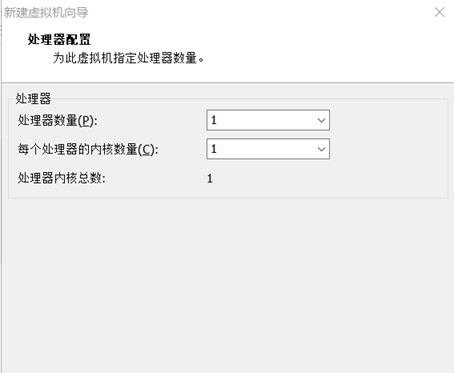 新建虚拟机向导
处理器配置
为此虚拟机指定处理器数量。
处理器
处理器数量(P): 1
每个处理器的内核数量(C): 1
处理器内核总数: 1